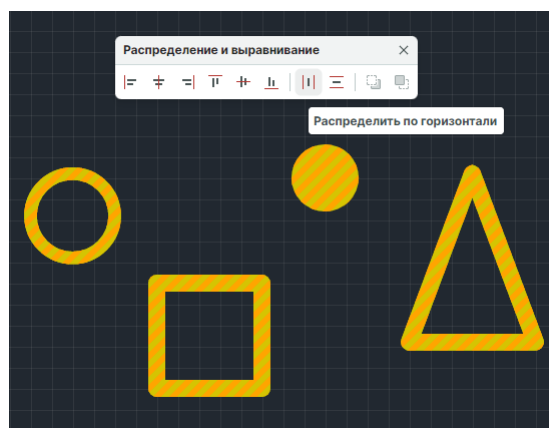 Распределение и выравнивание
Распределить по горизонтали